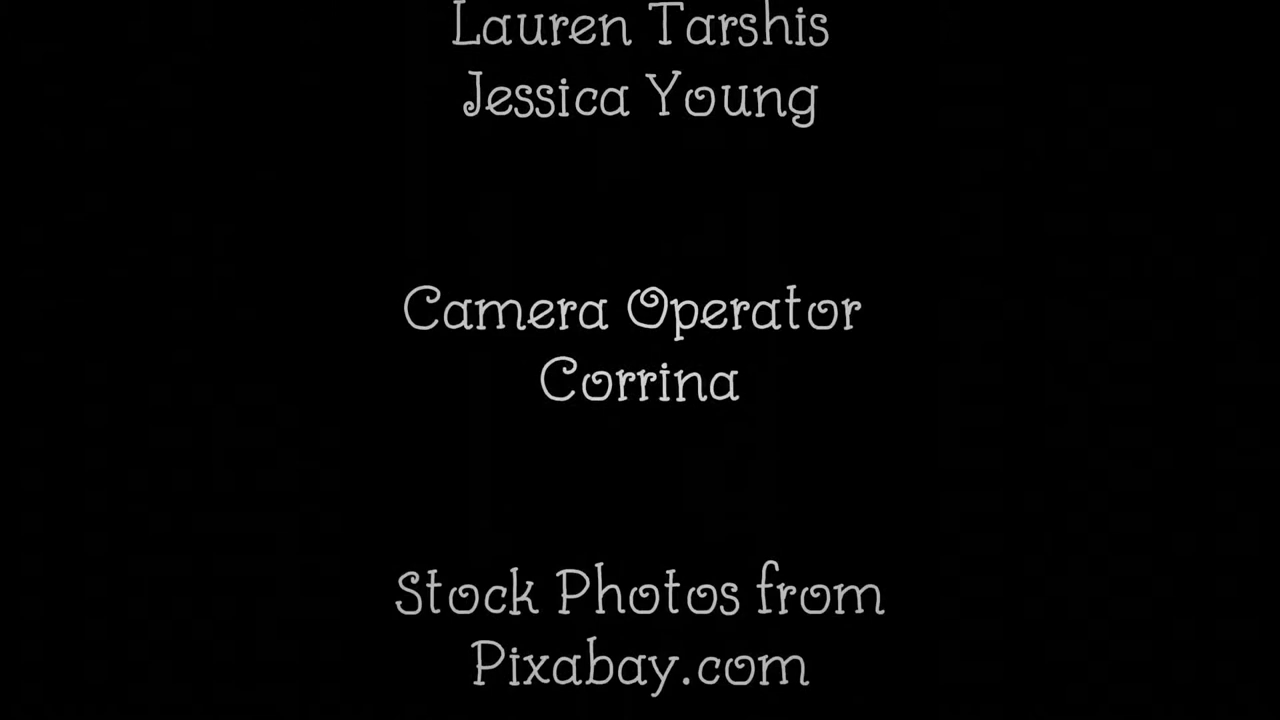 Lauren Tarshis
Jessica Young
Camera Operator
Corrina
Stock Photos from
Pixabay.com